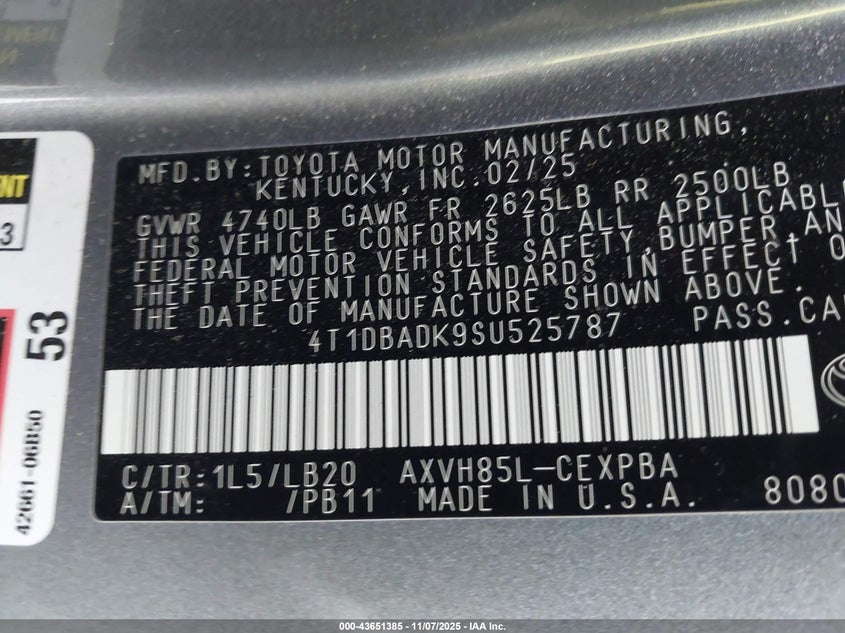 MFD.BY:TOYOTA MOTOR MANUFACTURING,
KENTUCKY,INC.02/25
GVWR 4740LB GAWR FR 2625LB RR 2500LB
THIS VEHICLE CONFORMS TO ALL APPLICABL
FEDERAL MOTOR VEHICLE SAFETY,BUMPER,AN
THEFT PREVENTION STANDARDS IN EFFECT O
THE DATE OF MANUFACTURE SHOWN ABOVE.
4T1DBADK9SU525787 PASS.CA
C/TR:1L5/LB20 AXVH85L-CEXPBA
A/TM: /PB11 MADE IN U.S.A. 8080
NT
3
53
42661-06B50
000-43651385 - 11/07/2025 - IAA Inc.